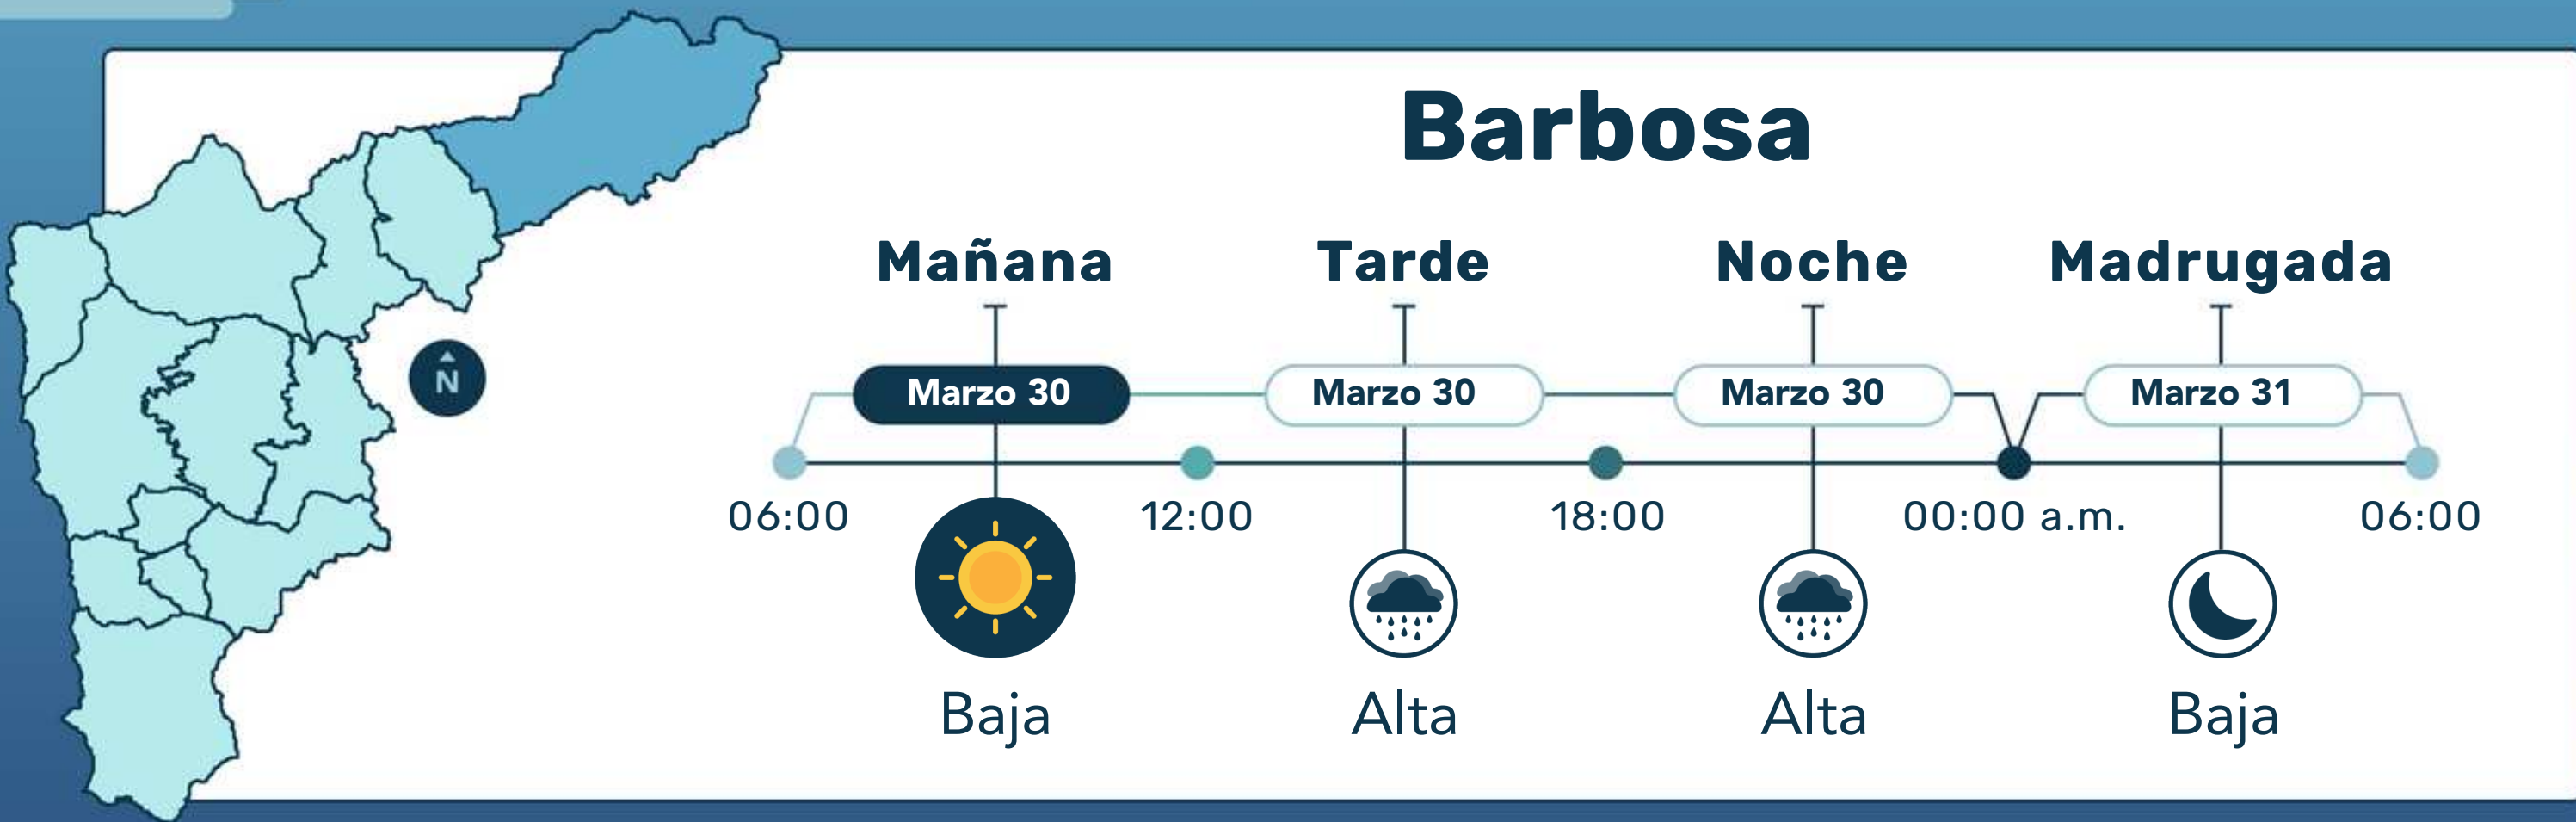 Barbosa
Mañana Tarde Noche Madrugada
N
Marzo 30 Marzo 30 Marzo 30 Marzo 31
06:00 12:00 18:00 00:00 a.m. 06:00
Baja Alta Alta Baja